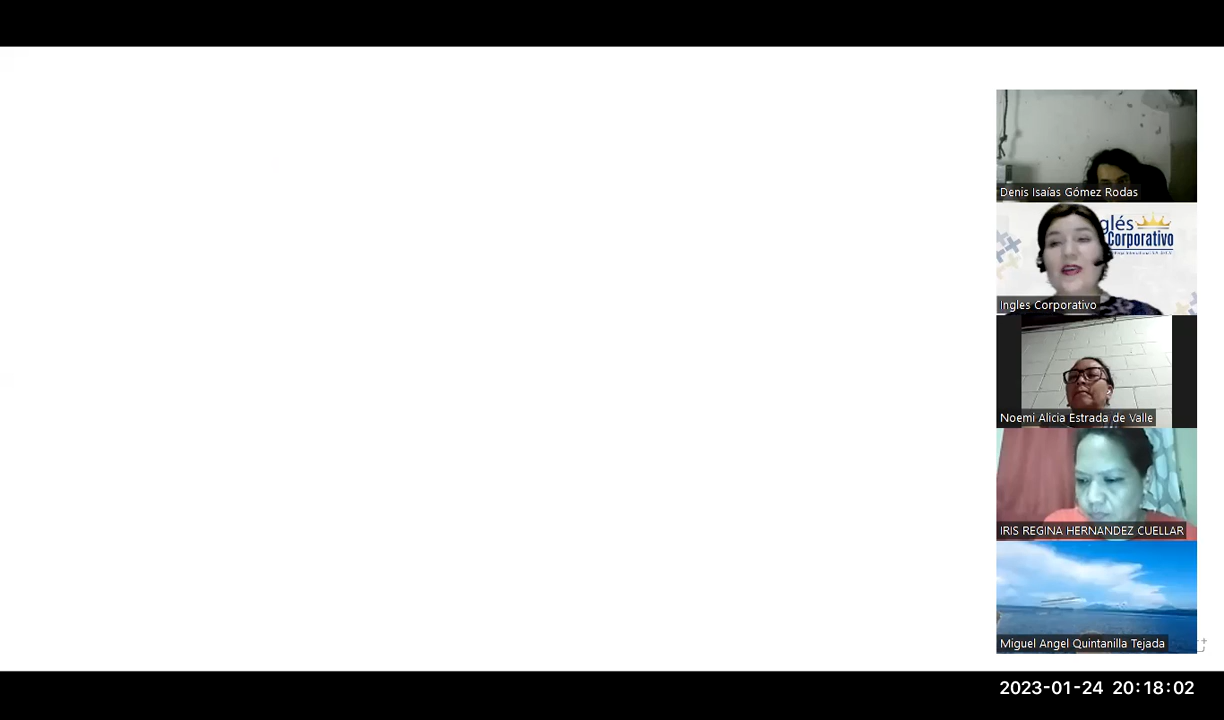 Denis Isaías Gómez Rodas
glés
Corporativo
Ingles Corporativo
Noemi Alicia Estrada de Valle
IRIS REGINA HERNANDEZ CUELLAR
Miguel Angel Quintanilla Tejada
2023-01-24 20:18:02